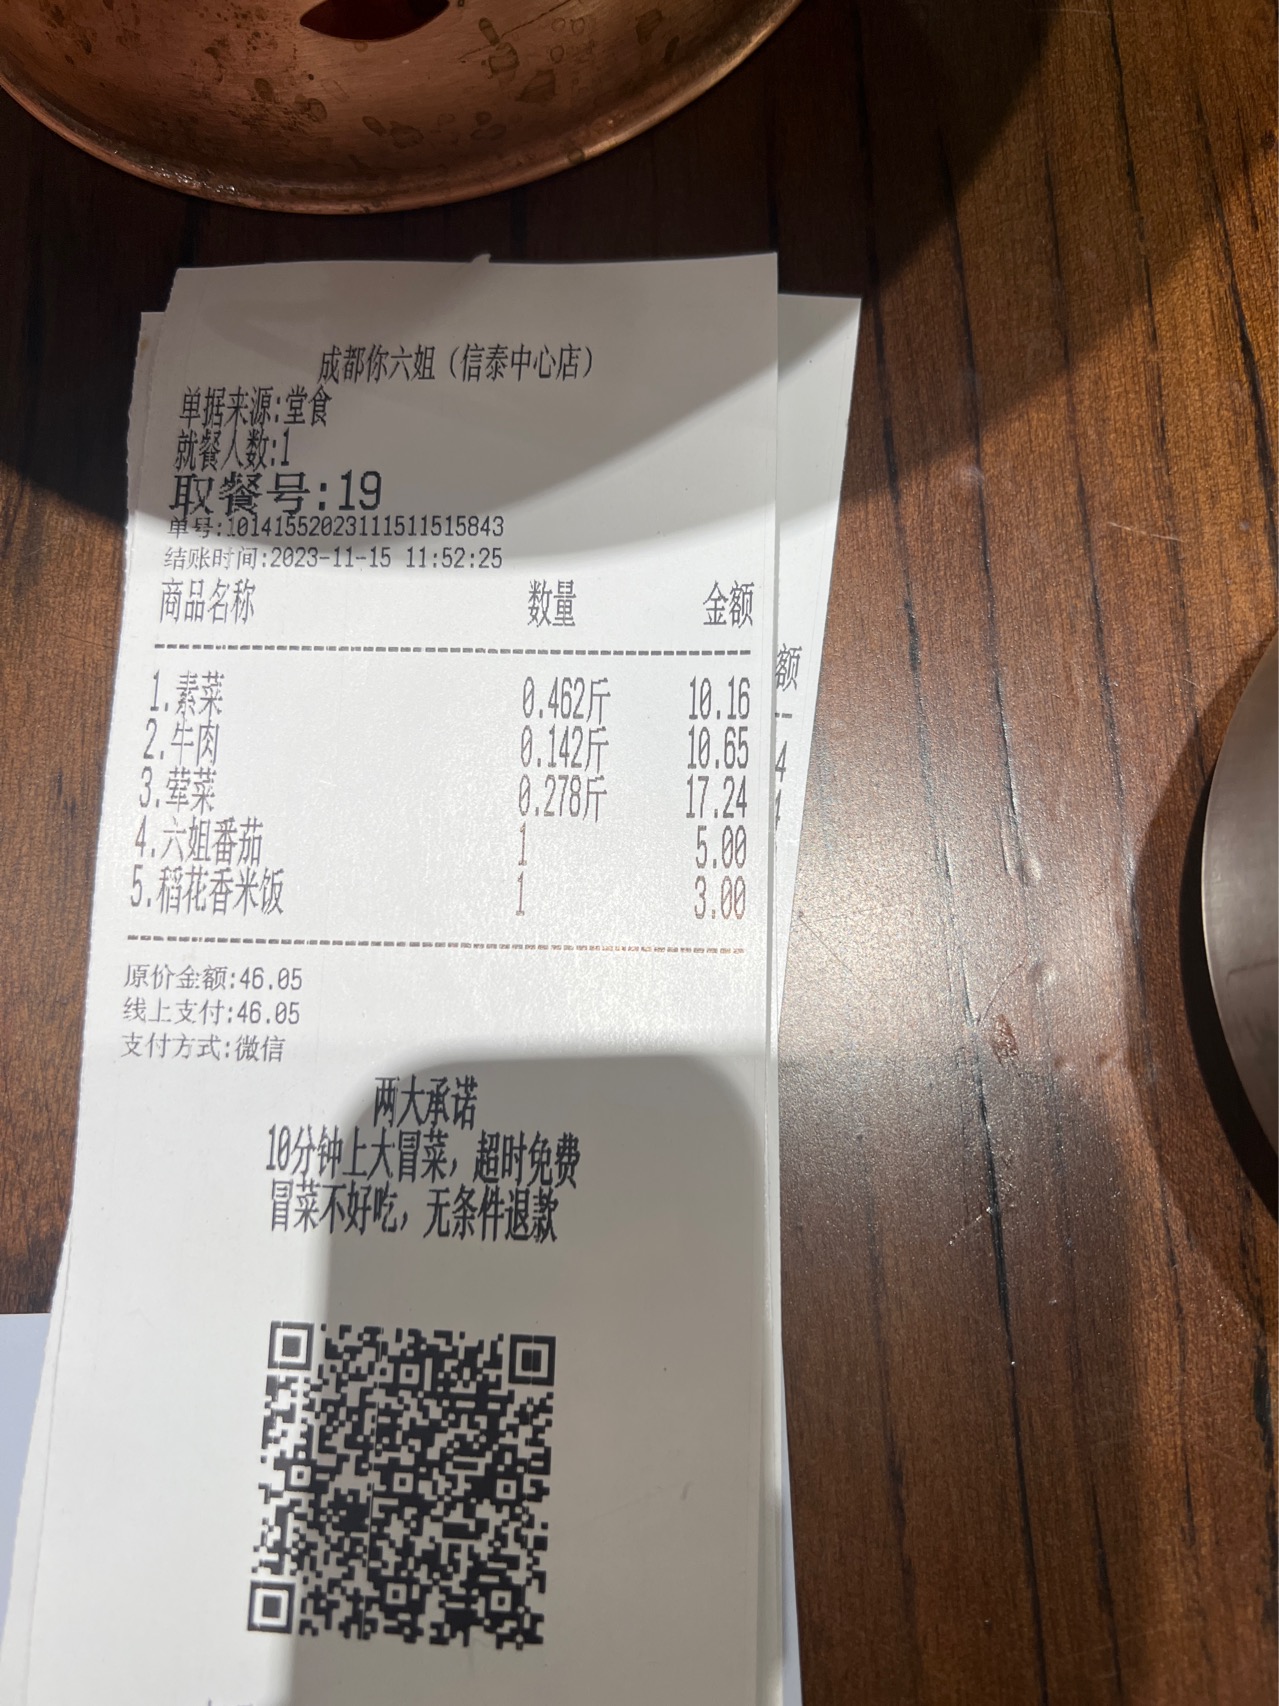 成都你六姐（信泰中心店）
单据来源:堂食
就餐人数:1
取餐号:19
单号:10141552023111511515843
结账时间:2023-11-15 11:52:25
商品名称 数量 金额
1.素菜 0.462斤 10.16
2.牛肉 0.142斤 10.65
3.荤菜 0.278斤 17.24
4.六姐番茄 1 5.00
5.稻花香米饭 1 3.00
原价金额:46.05
线上支付:46.05
支付方式:微信
两大承诺
10分钟上大冒菜，超时免费
冒菜不好吃，无条件退款
额
4
4